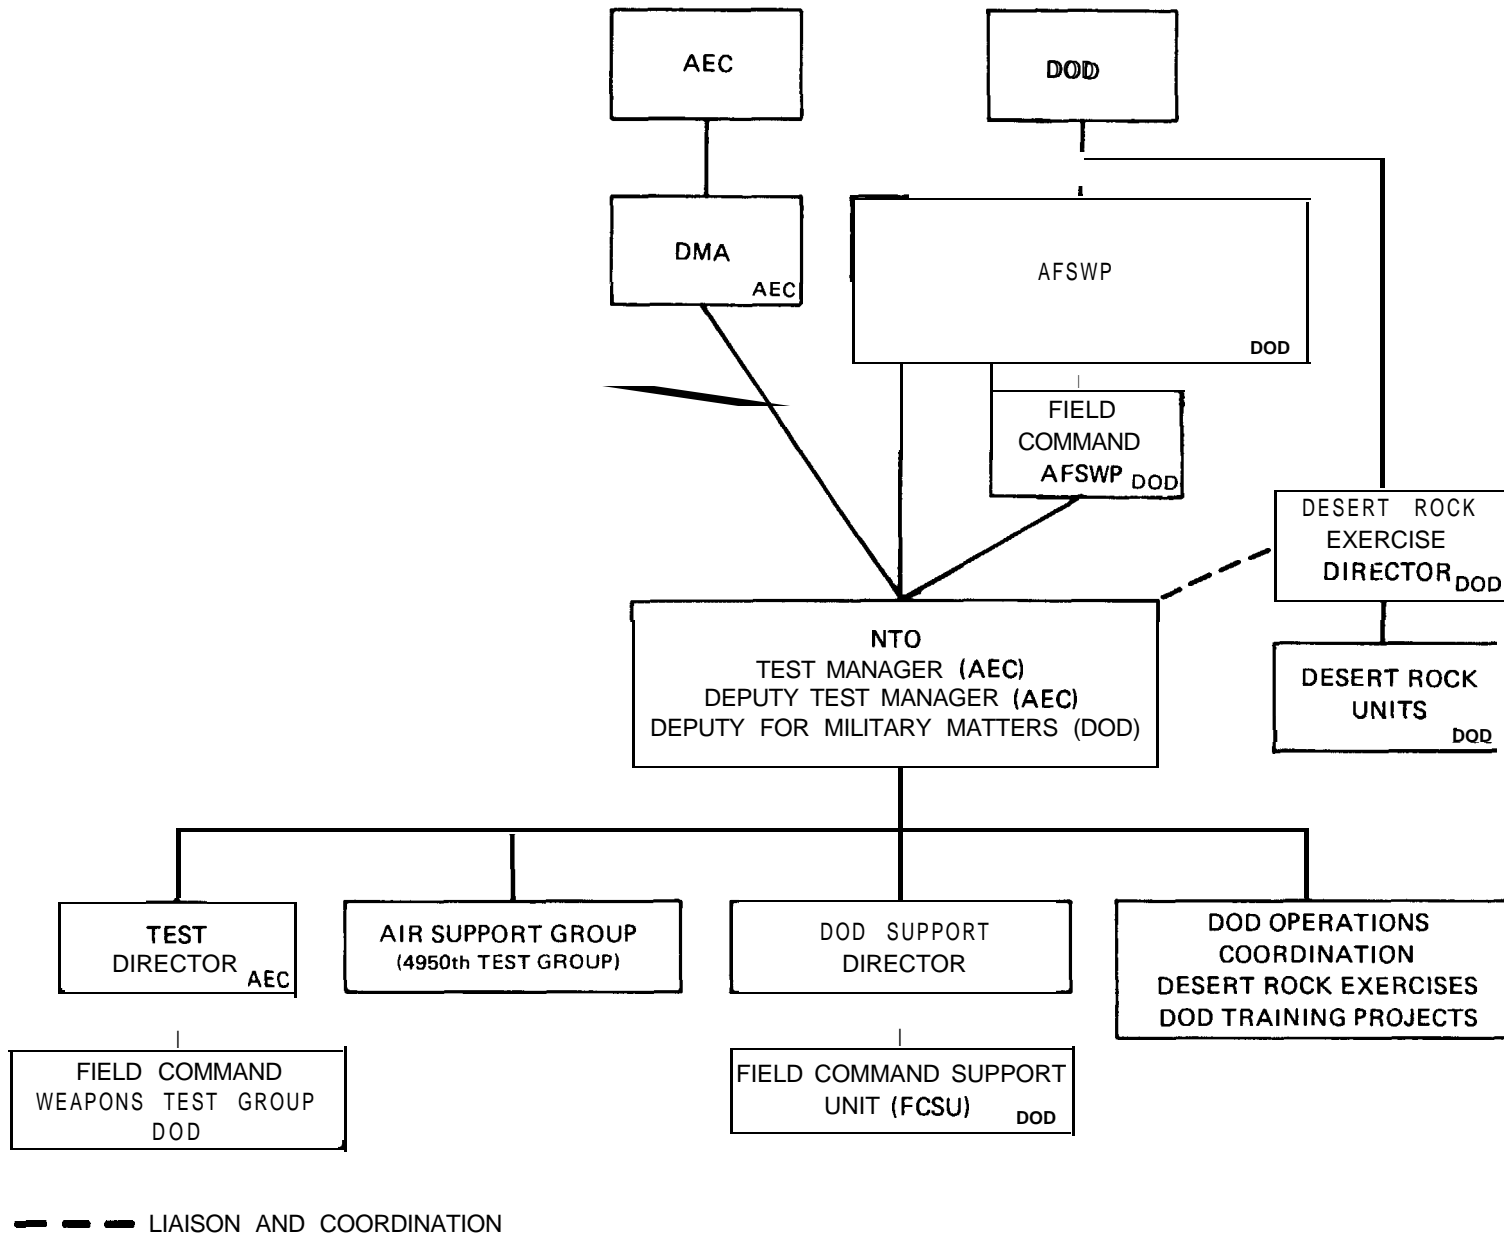 AEC
DOD
DMA
AEC
AFSWP
DOD
FIELD
COMMAND
AFSWP DOD
DESERT ROCK
EXERCISE
DIRECTOR DOD
NTO
TEST MANAGER (AEC)
DEPUTY TEST MANAGER (AEC)
DEPUTY FOR MILITARY MATTERS (DOD)
DESERT ROCK
UNITS
DOD
TEST
DIRECTOR AEC
AIR SUPPORT GROUP
(4950th TEST GROUP)
DOD SUPPORT
DIRECTOR
DOD OPERATIONS
COORDINATION
DESERT ROCK EXERCISES
DOD TRAINING PROJECTS
FIELD COMMAND
WEAPONS TEST GROUP
DOD
FIELD COMMAND SUPPORT
UNIT (FCSU) DOD
LIAISON AND COORDINATION